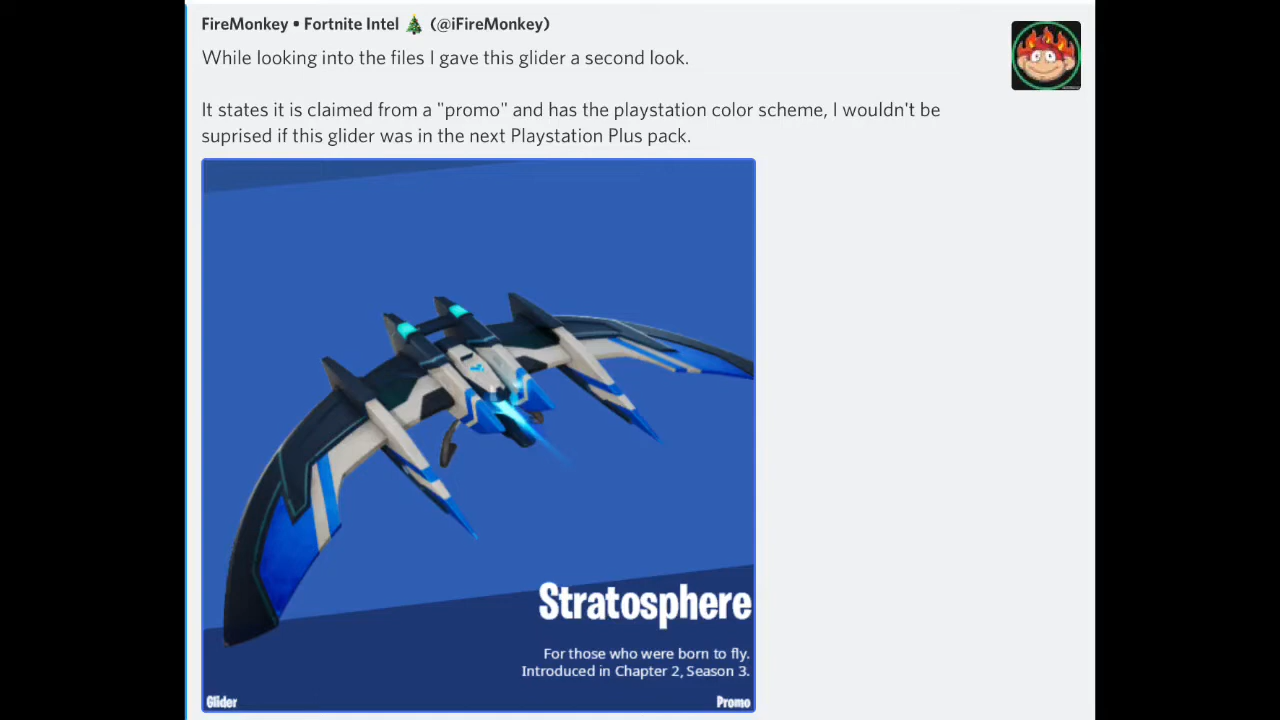 FireMonkey • Fortnite Intel 🎄 (@iFireMonkey)
While looking into the files I gave this glider a second look.
It states it is claimed from a "promo" and has the playstation color scheme, I wouldn't be
suprised if this glider was in the next Playstation Plus pack.
Stratosphere
For those who were born to fly.
Introduced in Chapter 2, Season 3.
Glider
Promo